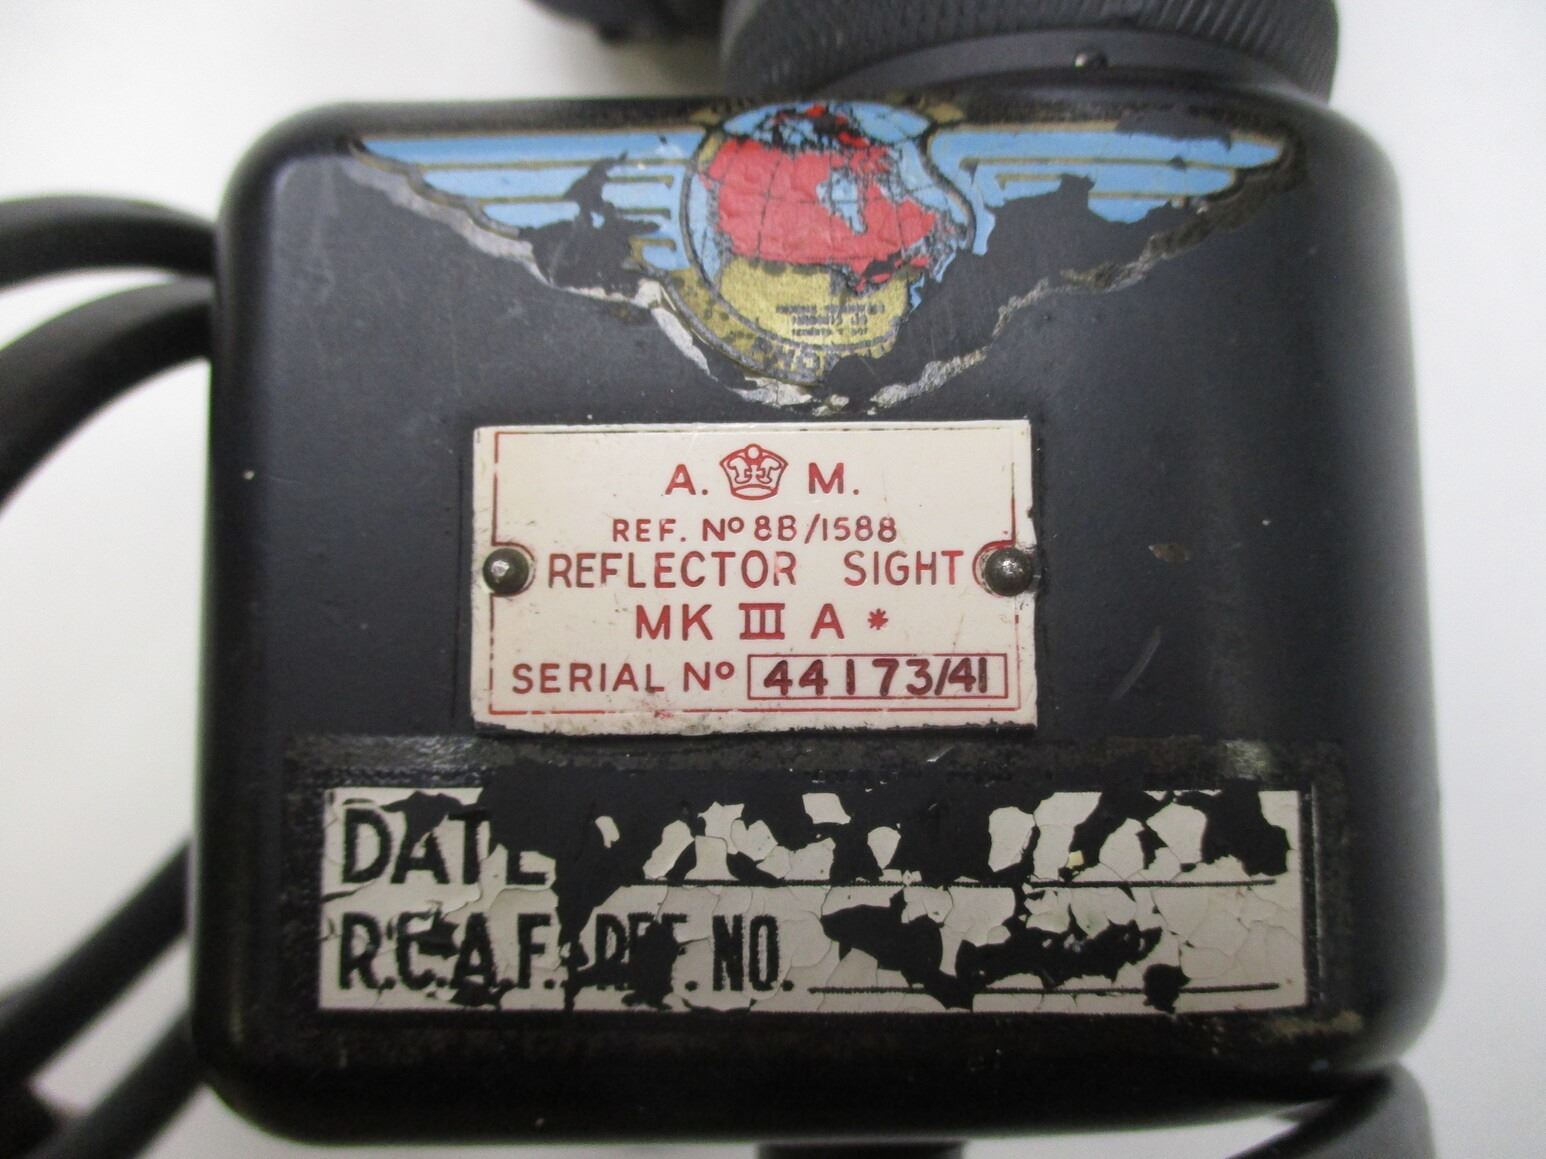 A. M.
REF. Nº 8B/1588
REFLECTOR SIGHT
MK III A *
SERIAL Nº 44173/41
DATE
R.C.A.F. REF. NO.